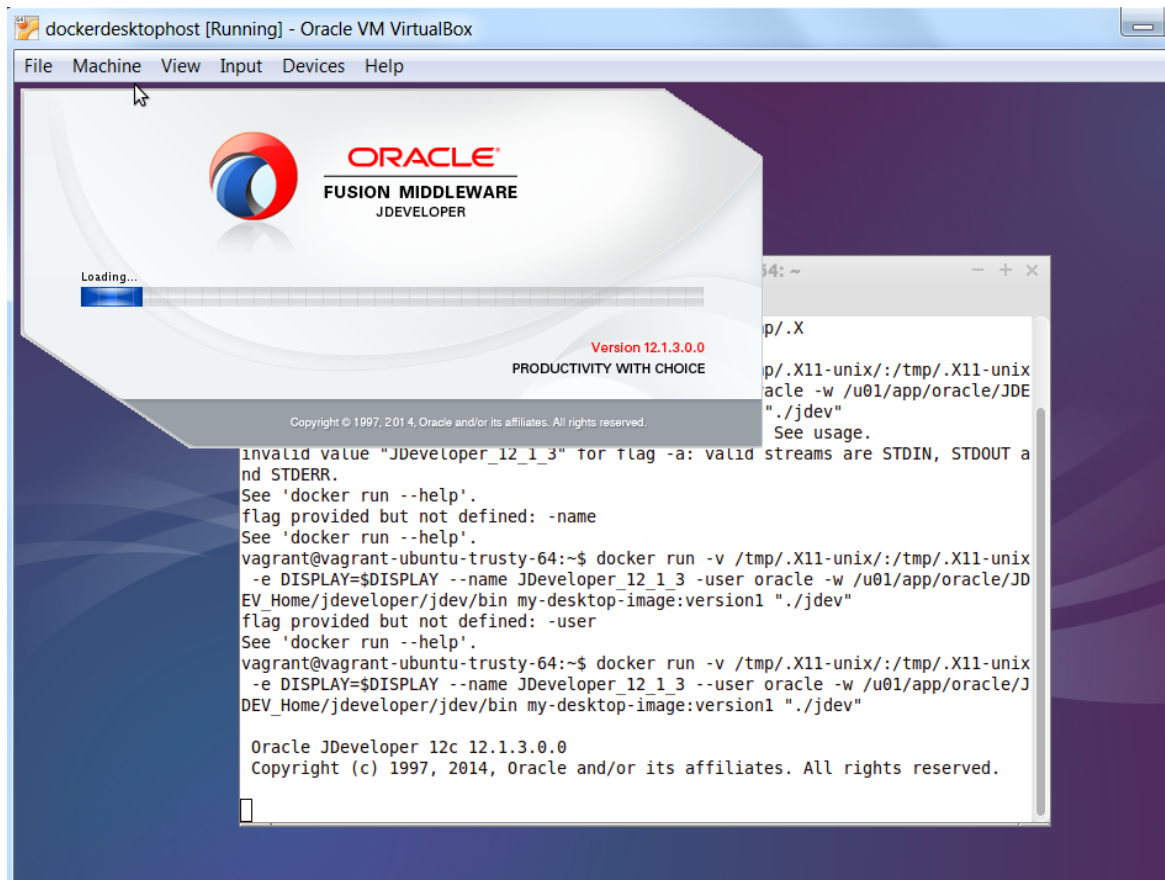 dockerdesktophost [Running] - Oracle VM VirtualBox
File Machine View Input Devices Help
ORACLE
FUSION MIDDLEWARE
JDEVELOPER
Loading...
Version 12.1.3.0.0
PRODUCTIVITY WITH CHOICE
Copyright © 1997, 2014, Oracle and/or its affiliates. All rights reserved.
64: ~
mp/.X
mp/.X11-unix/:/tmp/.X11-unix
racle -w /u01/app/oracle/JDE
"./jdev"
See usage.
invalid value "JDeveloper_12_1_3" for flag -a: valid streams are STDIN, STDOUT a
nd STDERR.
See 'docker run --help'.
flag provided but not defined: -name
See 'docker run --help'.
vagrant@vagrant-ubuntu-trusty-64:~$ docker run -v /tmp/.X11-unix/:/tmp/.X11-unix
-e DISPLAY=$DISPLAY --name JDeveloper_12_1_3 -user oracle -w /u01/app/oracle/JD
EV_Home/jdeveloper/jdev/bin my-desktop-image:version1 "./jdev"
flag provided but not defined: -user
See 'docker run --help'.
vagrant@vagrant-ubuntu-trusty-64:~$ docker run -v /tmp/.X11-unix/:/tmp/.X11-unix
-e DISPLAY=$DISPLAY --name JDeveloper_12_1_3 --user oracle -w /u01/app/oracle/J
DEV_Home/jdeveloper/jdev/bin my-desktop-image:version1 "./jdev"
Oracle JDeveloper 12c 12.1.3.0.0
Copyright (c) 1997, 2014, Oracle and/or its affiliates. All rights reserved.